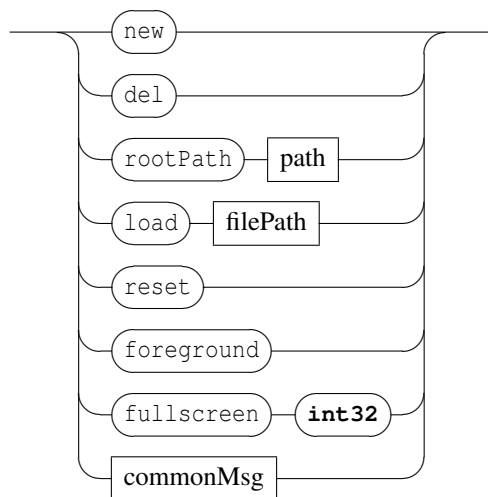 new
del
rootPath path
load filePath
reset
foreground
fullscreen int32
commonMsg